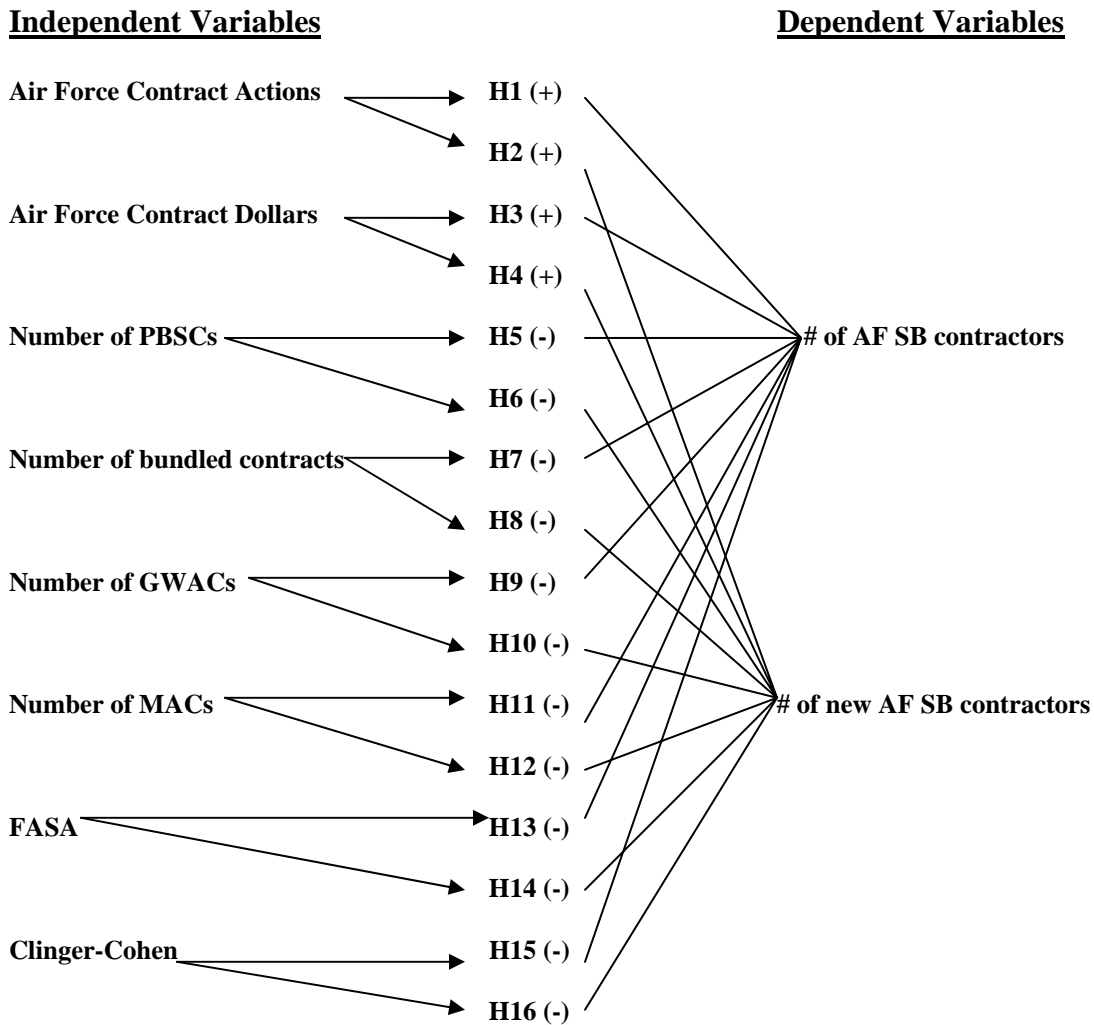 Independent Variables Dependent Variables
Air Force Contract Actions H1 (+)
H2 (+)
Air Force Contract Dollars H3 (+)
H4 (+)
Number of PBSCs H5 (-) # of AF SB contractors
H6 (-)
Number of bundled contracts H7 (-)
H8 (-)
Number of GWACs H9 (-)
H10 (-)
Number of MACs H11 (-) # of new AF SB contractors
H12 (-)
FASA H13 (-)
H14 (-)
Clinger-Cohen H15 (-)
H16 (-)